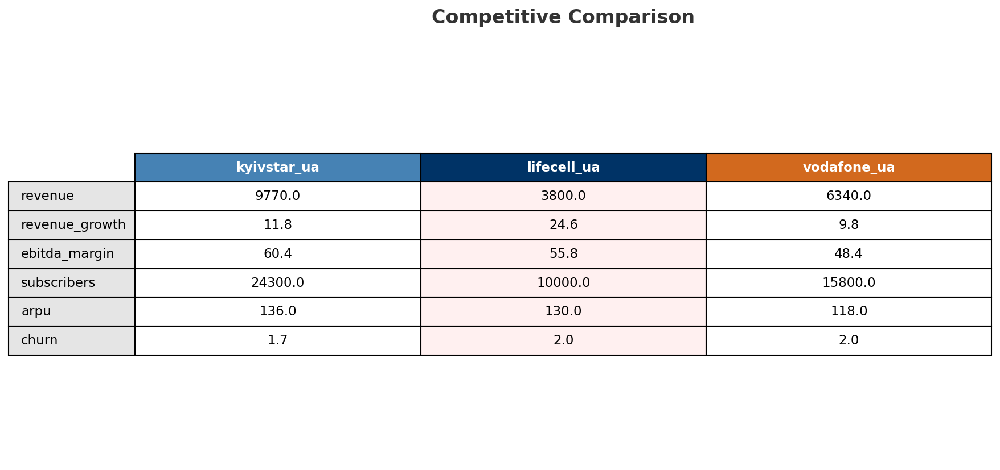 Competitive Comparison
kyivstar_ua lifecell_ua vodafone_ua
revenue 9770.0 3800.0 6340.0
revenue_growth 11.8 24.6 9.8
ebitda_margin 60.4 55.8 48.4
subscribers 24300.0 10000.0 15800.0
arpu 136.0 130.0 118.0
churn 1.7 2.0 2.0